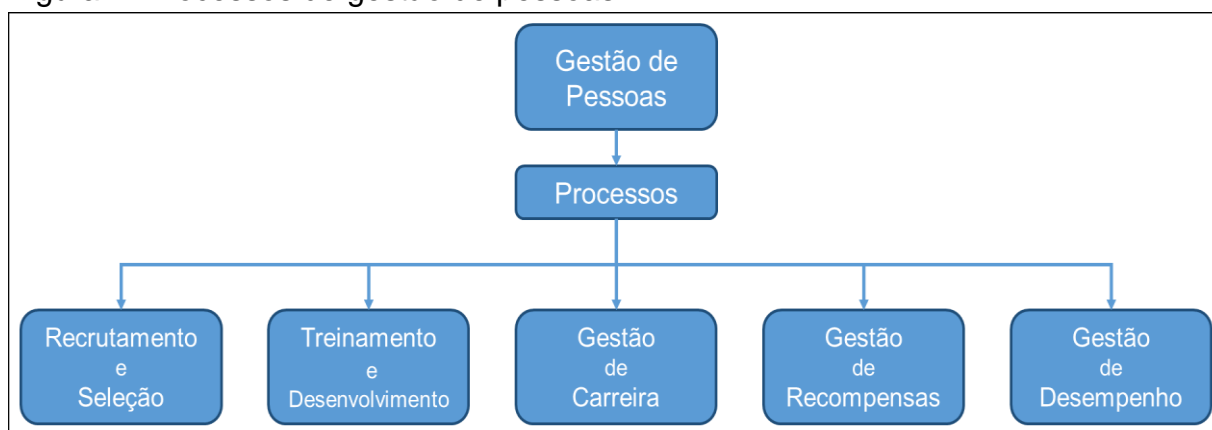 Gestão de
Pessoas
Processos
Recrutamento
e
Seleção
Treinamento
e
Desenvolvimento
Gestão
de
Carreira
Gestão
de
Recompensas
Gestão
de
Desempenho